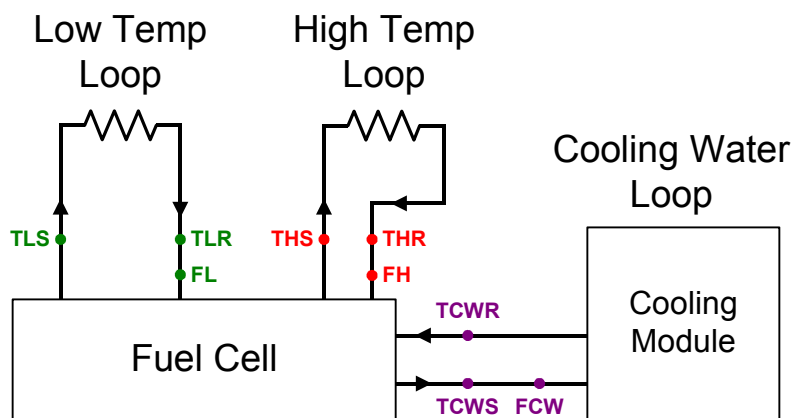 Low Temp
Loop
High Temp
Loop
Cooling Water
Loop
TLS
TLR
FL
THS
THR
FH
TCWR
Cooling
Module
Fuel Cell
TCWS
FCW